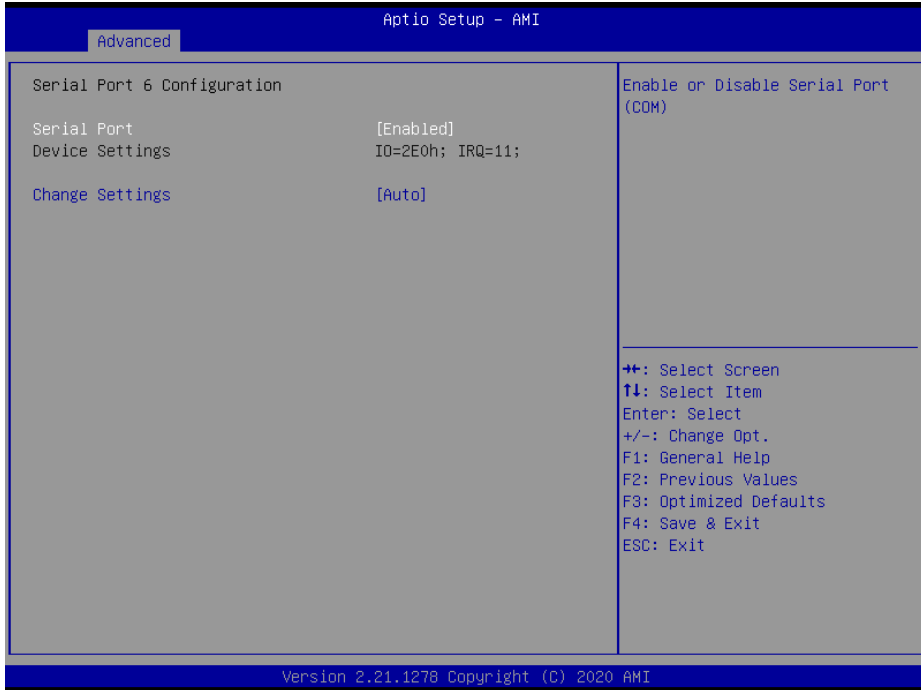 Aptio Setup – AMI
Advanced
Serial Port 6 Configuration
Serial Port [Enabled]
Device Settings IO=2E0h; IRQ=11;
Change Settings [Auto]
Enable or Disable Serial Port
(COM)
→←: Select Screen
↑↓: Select Item
Enter: Select
+/-: Change Opt.
F1: General Help
F2: Previous Values
F3: Optimized Defaults
F4: Save & Exit
ESC: Exit
Version 2.21.1278 Copyright (C) 2020 AMI